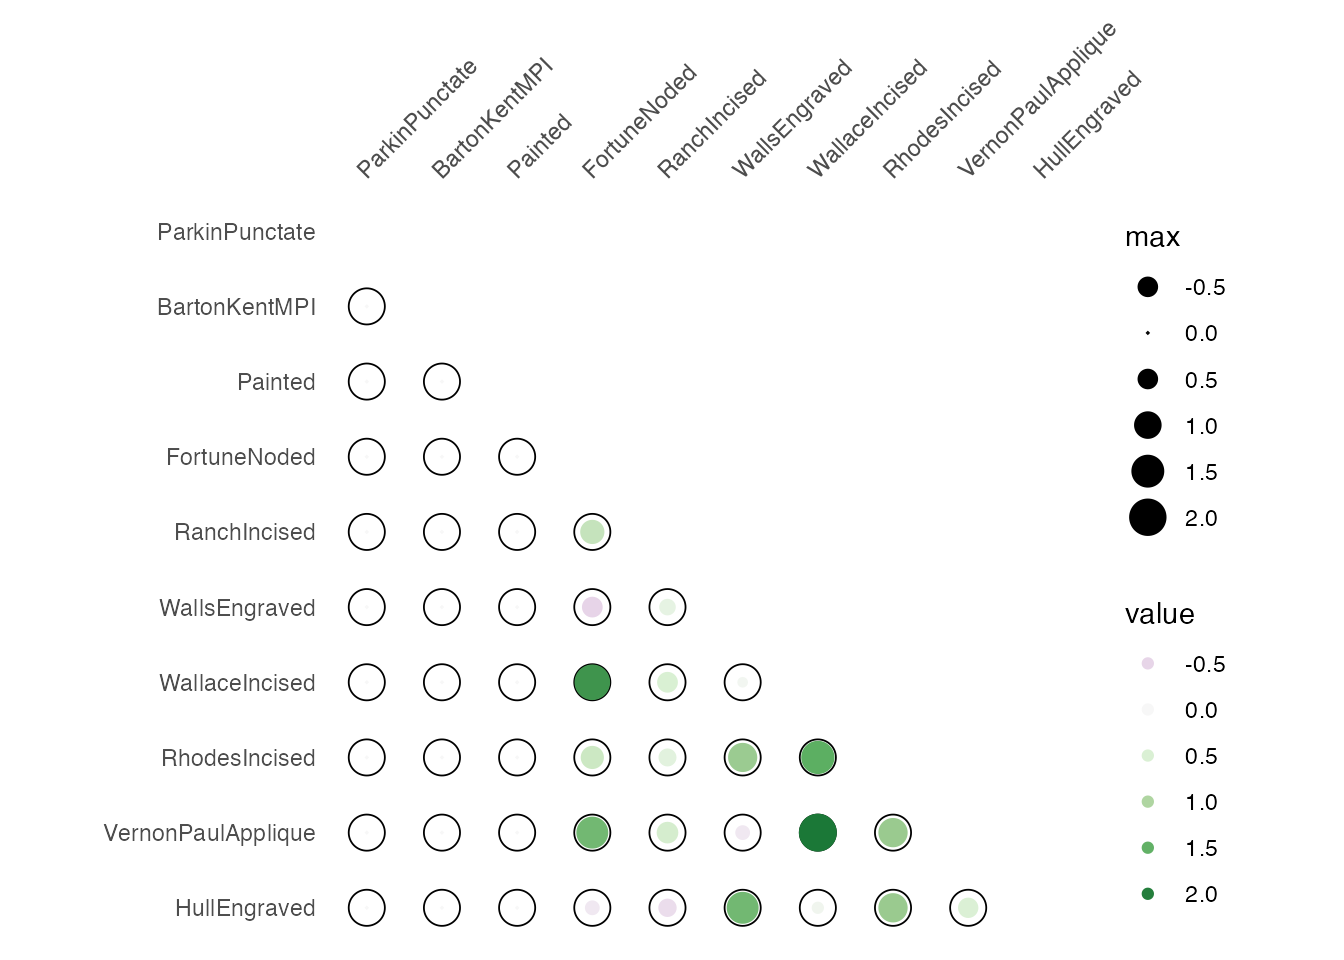 ParkinPunctate
BartonKentMPI
Painted
FortuneNoded
RanchIncised
WallsEngraved
WallaceIncised
RhodesIncised
VernonPaulApplique
HullEngraved
ParkinPunctate
BartonKentMPI
Painted
FortuneNoded
RanchIncised
WallsEngraved
WallaceIncised
RhodesIncised
VernonPaulApplique
HullEngraved
max
-0.5
0.0
0.5
1.0
1.5
2.0
value
-0.5
0.0
0.5
1.0
1.5
2.0